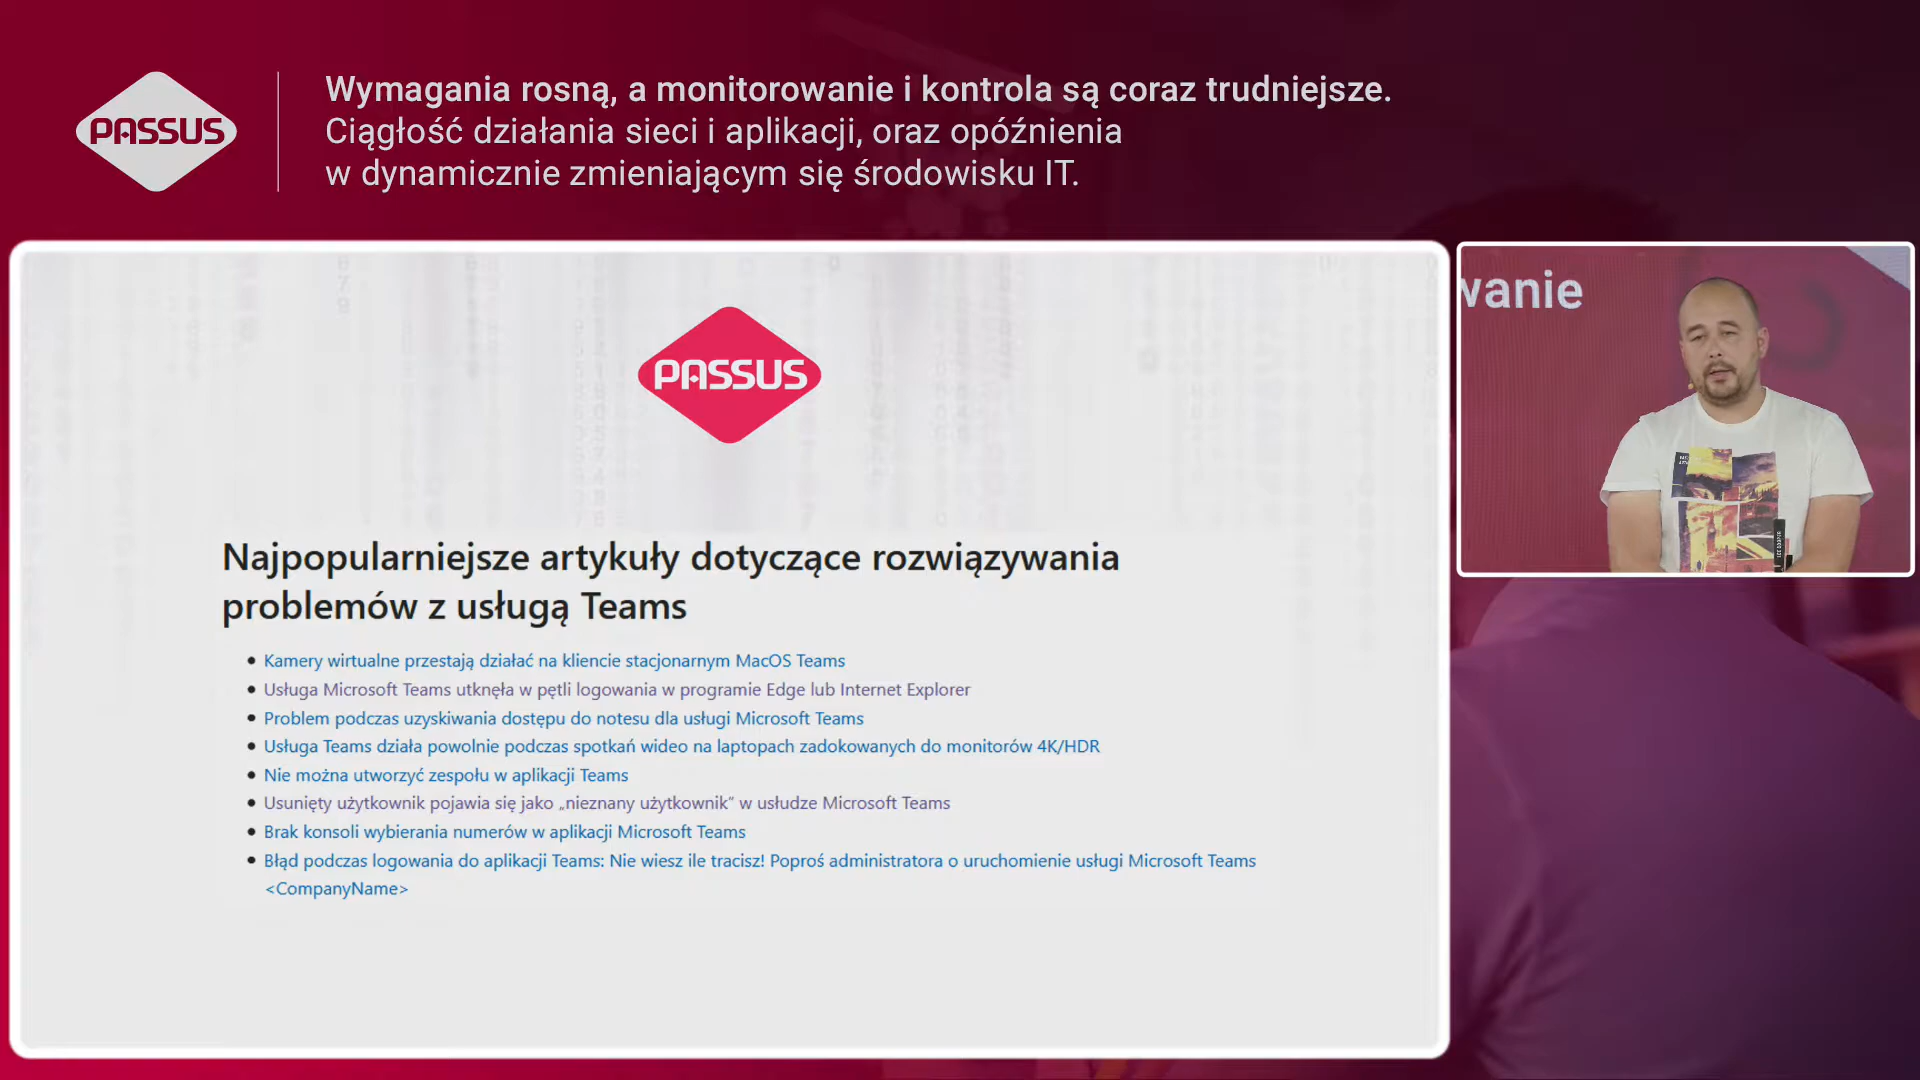 PASSUS
Wymagania rosną, a monitorowanie i kontrola są coraz trudniejsze.
Ciągłość działania sieci i aplikacji, oraz opóźnienia
w dynamicznie zmieniającym się środowisku IT.
PASSUS
wanie
Najpopularniejsze artykuły dotyczące rozwiązywania
problemów z usługą Teams
Kamery wirtualne przestają działać na kliencie stacjonarnym MacOS Teams
Usługa Microsoft Teams utknęła w pętli logowania w programie Edge lub Internet Explorer
Problem podczas uzyskiwania dostępu do notesu dla usługi Microsoft Teams
Usługa Teams działa powolnie podczas spotkań wideo na laptopach zadokowanych do monitorów 4K/HDR
Nie można utworzyć zespołu w aplikacji Teams
Usunięty użytkownik pojawia się jako „nieznany użytkownik” w usłudze Microsoft Teams
Brak konsoli wybierania numerów w aplikacji Microsoft Teams
Błąd podczas logowania do aplikacji Teams: Nie wiesz ile tracisz! Poproś administratora o uruchomienie usługi Microsoft Teams
<CompanyName>